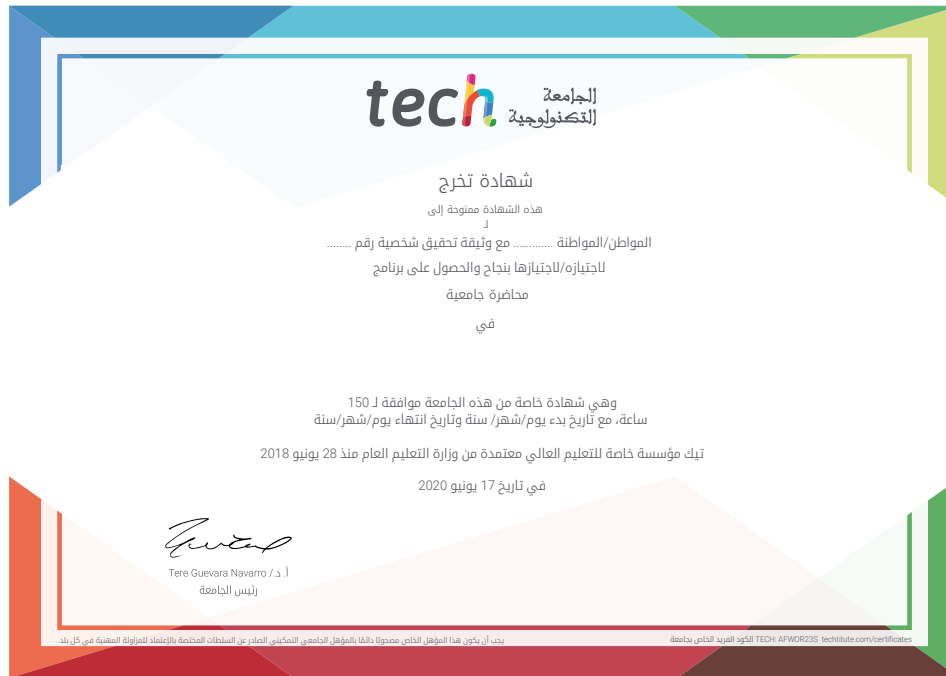 tech الجامعة
التكنولوجية
شهادة تخرج
هذه الشهادة ممنوحة إلى
لـ
المواطن/المواطنة ............ مع وثيقة تحقيق شخصية رقم ........
لاجتيازه/لاجتيازها بنجاح والحصول على برنامج
محاضرة جامعية
في
وهي شهادة خاصة من هذه الجامعة موافقة لـ 150
ساعة، مع تاريخ بدء يوم/شهر/ سنة وتاريخ انتهاء يوم/شهر/سنة
تيك مؤسسة خاصة للتعليم العالي معتمدة من وزارة التعليم العام منذ 28 يونيو 2018
في تاريخ 17 يونيو 2020
أ. د./ Tere Guevara Navarro
رئيس الجامعة
الكود الفريد الخاص بجامعة TECH: AFWOR23S techtitute.com/certificates
يجب أن يكون هذا المؤهل الخاص مصحوبًا دائمًا بالمؤهل الجامعي التمكيني الصادر عن السلطات المختصة بالإعتماد للمزاولة المهنية في كل بلد.